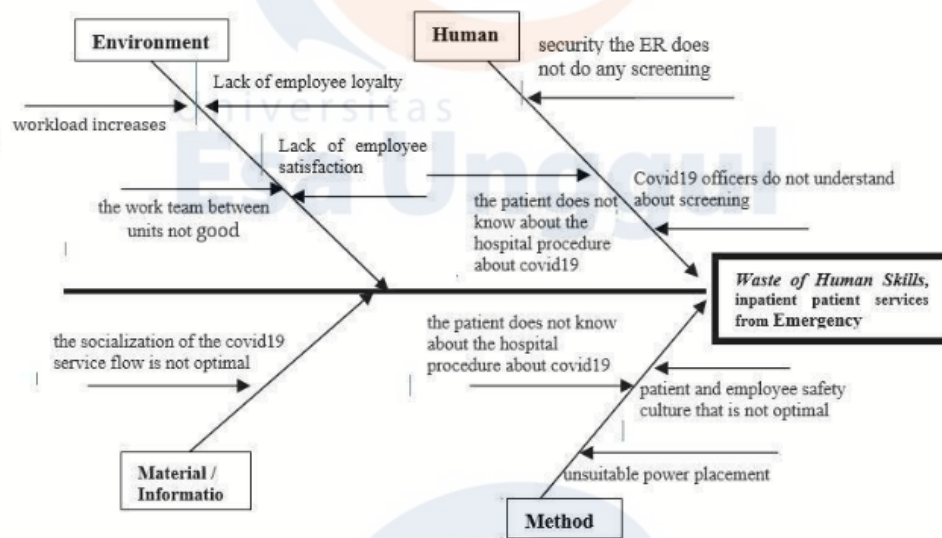 Environment
Human
security the ER does
not do any screening
Lack of employee loyalty
workload increases
Universitas
Esa Unggul
Lack of employee
satisfaction
the work team between
units not good
the patient does not
know about the
hospital procedure
about covid19
Covid19 officers do not understand
about screening
Waste of Human Skills,
inpatient patient services
from Emergency
the socialization of the covid19
service flow is not optimal
the patient does not know
about the hospital
procedure about covid19
patient and employee safety
culture that is not optimal
unsuitable power placement
Material /
Informatio
Method